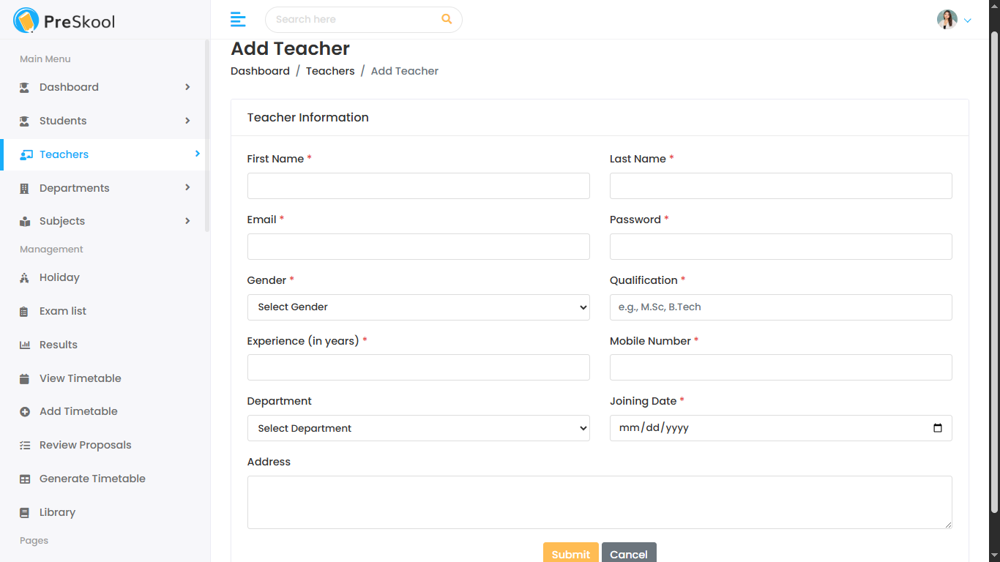 PreSkool
Search here
Main Menu
Dashboard
Students
Teachers
Departments
Subjects
Management
Holiday
Exam list
Results
View Timetable
Add Timetable
Review Proposals
Generate Timetable
Library
Pages
Add Teacher
Dashboard / Teachers / Add Teacher
Teacher Information
First Name * Last Name *
Email * Password *
Gender * Qualification *
Select Gender e.g., M.Sc, B.Tech
Experience (in years) * Mobile Number *
Department Joining Date *
Select Department mm/dd/yyyy
Address
Submit Cancel